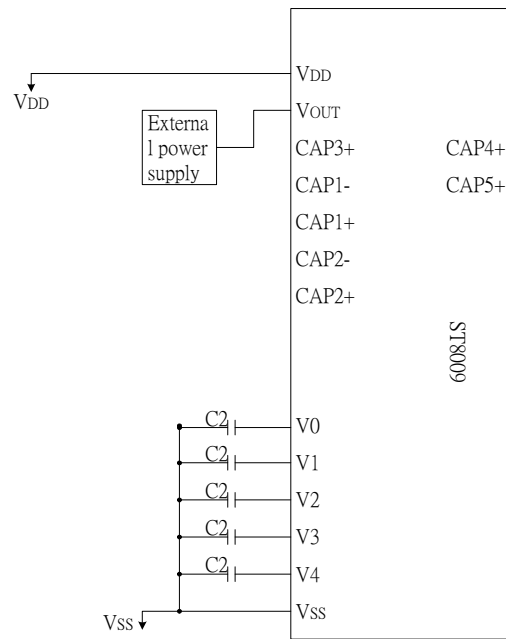 VDD
VDD
VOUT
Externa
l power
supply
CAP3+ CAP4+
CAP1- CAP5+
CAP1+
CAP2-
CAP2+
ST8009
C2 V0
C2 V1
C2 V2
C2 V3
C2 V4
VSS VSS